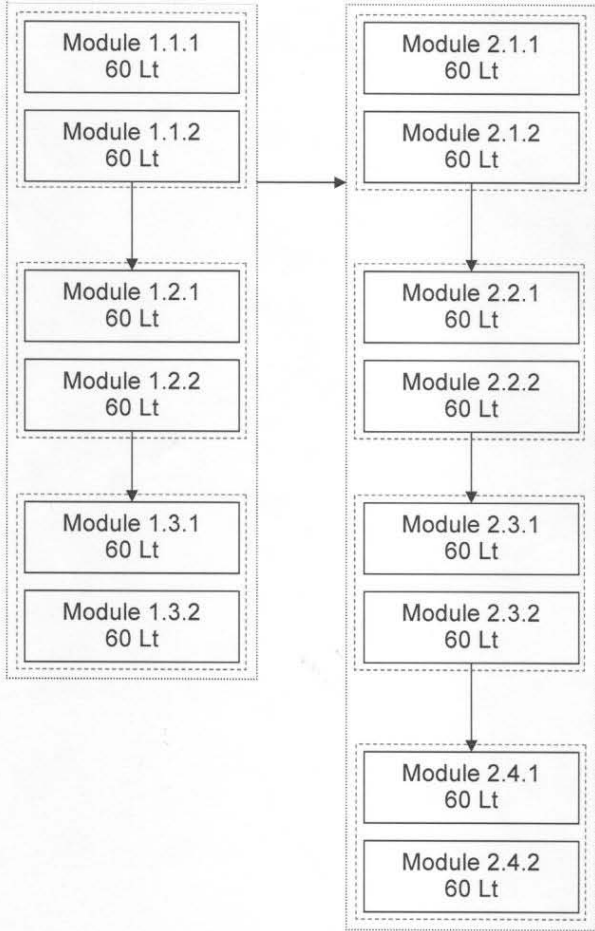 Module 1.1.1
60 Lt
Module 1.1.2
60 Lt
Module 1.2.1
60 Lt
Module 1.2.2
60 Lt
Module 1.3.1
60 Lt
Module 1.3.2
60 Lt
Module 2.1.1
60 Lt
Module 2.1.2
60 Lt
Module 2.2.1
60 Lt
Module 2.2.2
60 Lt
Module 2.3.1
60 Lt
Module 2.3.2
60 Lt
Module 2.4.1
60 Lt
Module 2.4.2
60 Lt